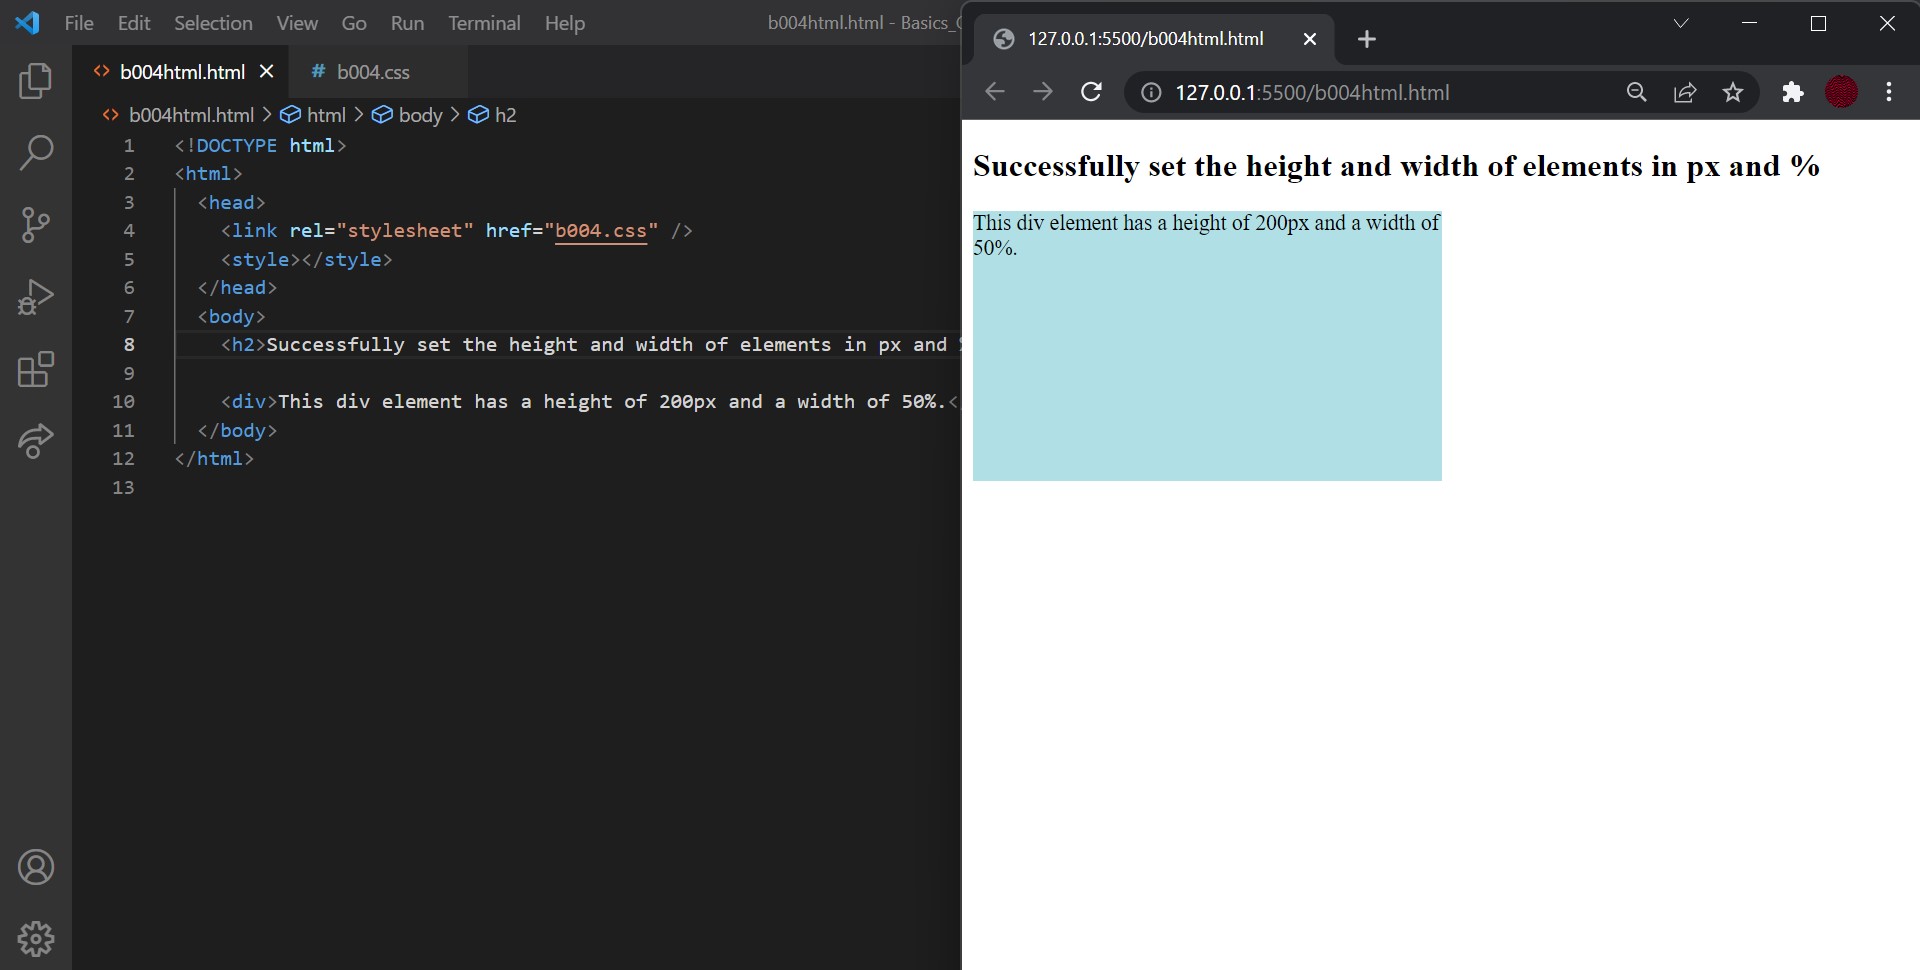 File Edit Selection View Go Run Terminal Help b004html.html - Basics_
b004html.html # b004.css
b004html.html > html > body > h2
1 <!DOCTYPE html>
2 <html>
3 <head>
4 <link rel="stylesheet" href="b004.css" />
5 <style></style>
6 </head>
7 <body>
8 <h2>Successfully set the height and width of elements in px and
9
10 <div>This div element has a height of 200px and a width of 50%.<
11 </body>
12 </html>
13
127.0.0.1:5500/b004html.html
127.0.0.1:5500/b004html.html
Successfully set the height and width of elements in px and %
This div element has a height of 200px and a width of
50%.